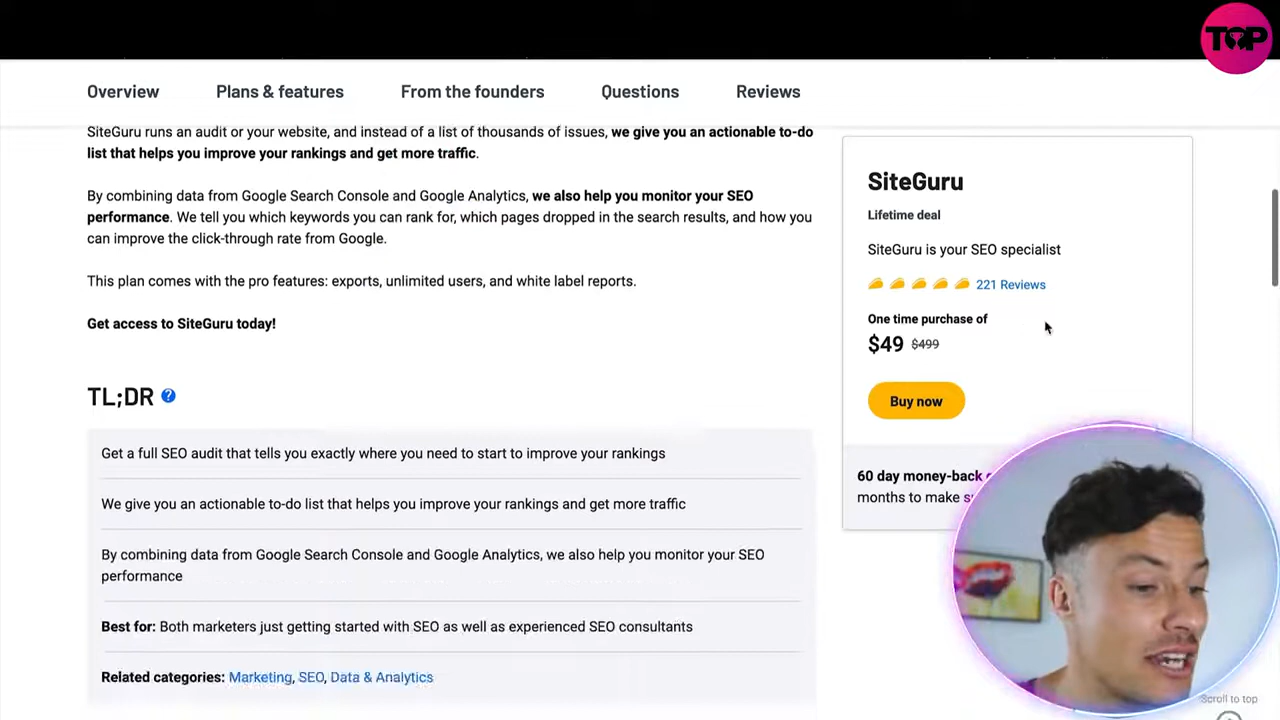 TOP
Overview
Plans & features
From the founders
Questions
Reviews
SiteGuru runs an audit or your website, and instead of a list of thousands of issues, we give you an actionable to-do
list that helps you improve your rankings and get more traffic.
By combining data from Google Search Console and Google Analytics, we also help you monitor your SEO
performance. We tell you which keywords you can rank for, which pages dropped in the search results, and how you
can improve the click-through rate from Google.
This plan comes with the pro features: exports, unlimited users, and white label reports.
Get access to SiteGuru today!
TL;DR ?
Get a full SEO audit that tells you exactly where you need to start to improve your rankings
We give you an actionable to-do list that helps you improve your rankings and get more traffic
By combining data from Google Search Console and Google Analytics, we also help you monitor your SEO
performance
Best for: Both marketers just getting started with SEO as well as experienced SEO consultants
Related categories: Marketing, SEO, Data & Analytics
SiteGuru
Lifetime deal
SiteGuru is your SEO specialist
221 Reviews
One time purchase of
$49 $499
Buy now
60 day money-back
months to make
Scroll to top